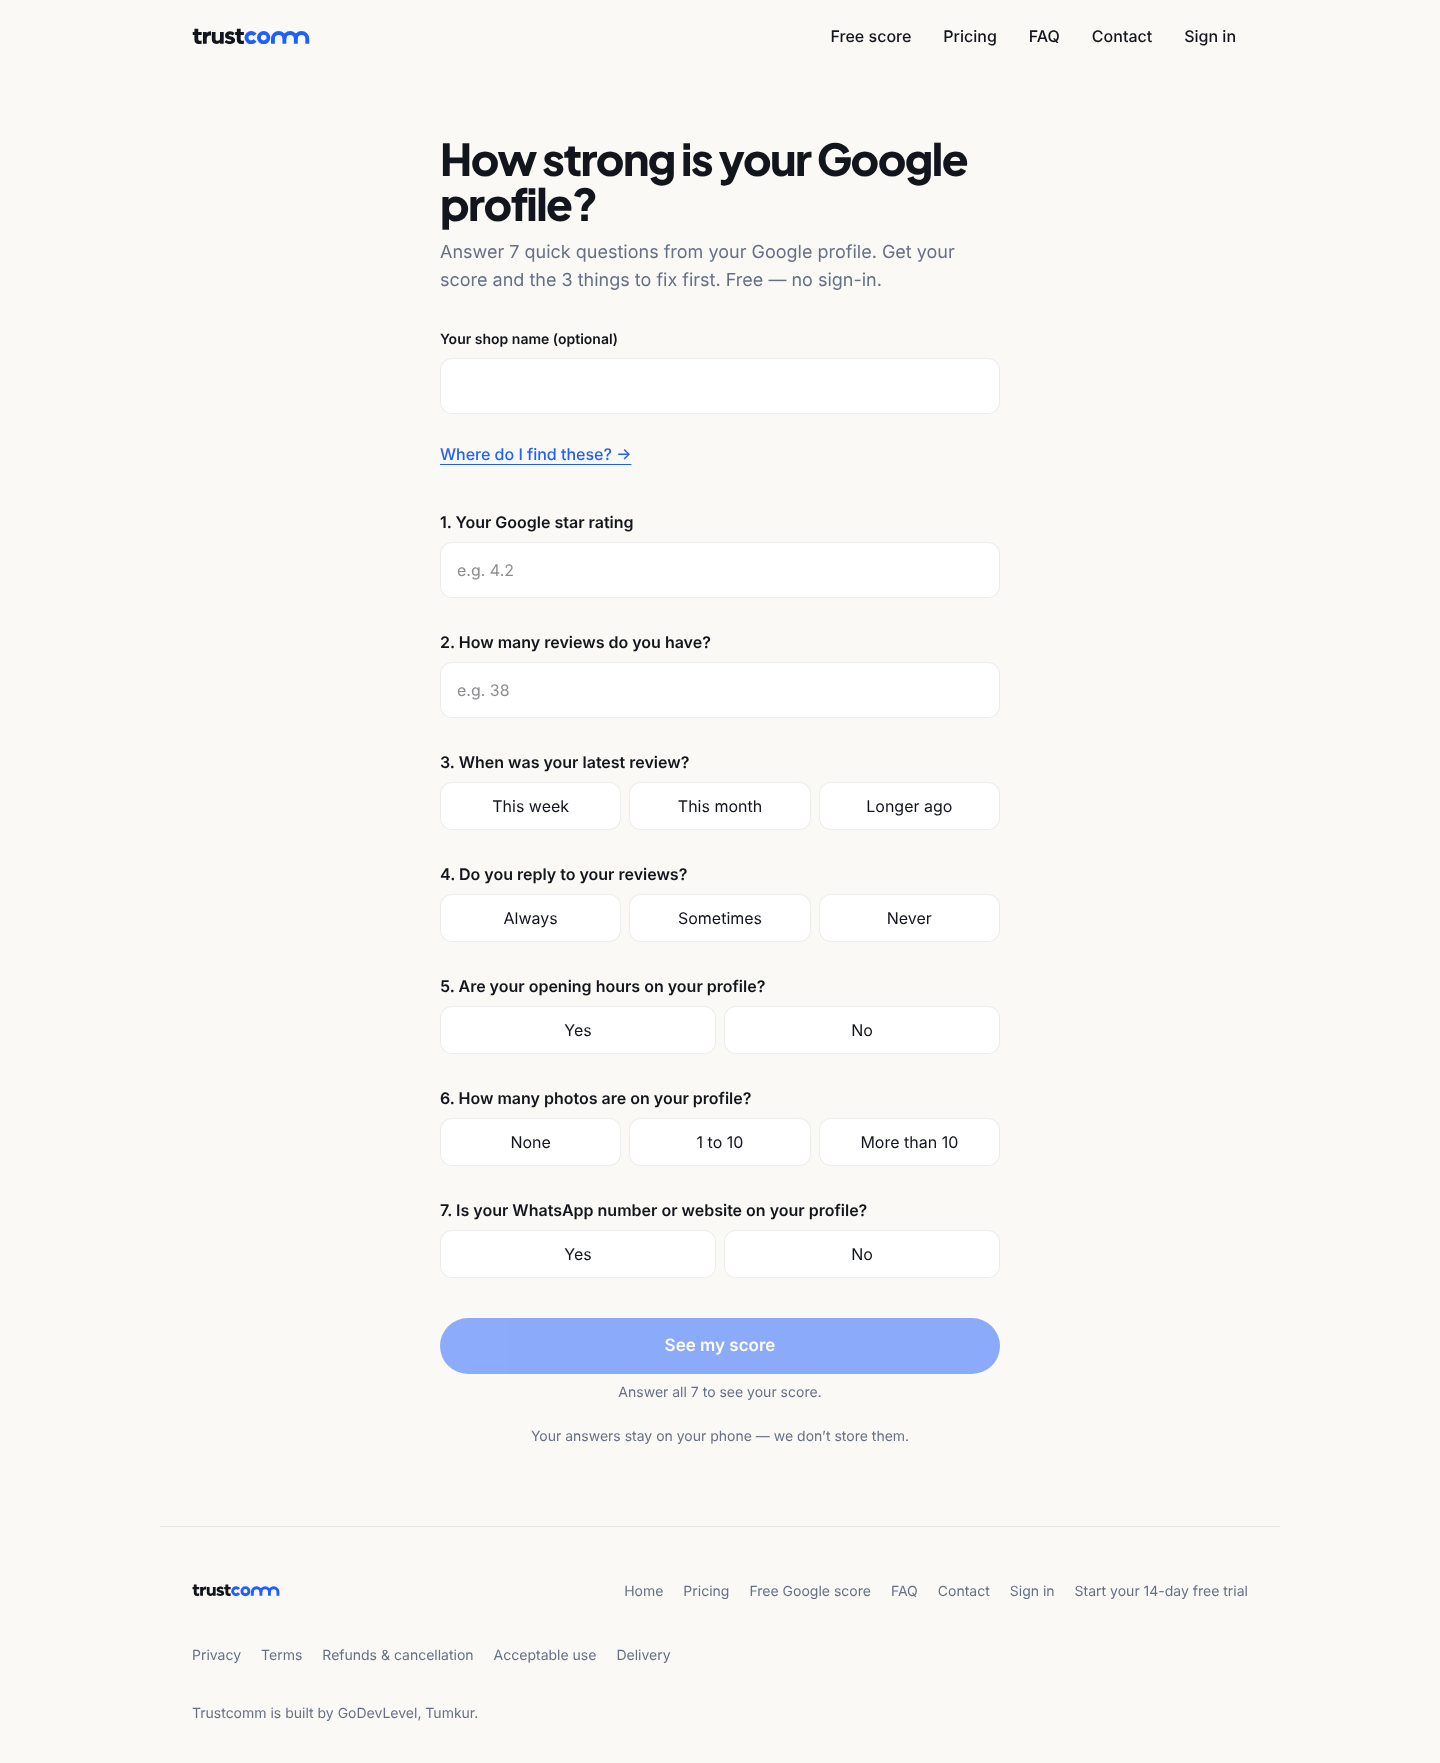 trustcomm
Free score Pricing FAQ Contact Sign in
How strong is your Google
profile?
Answer 7 quick questions from your Google profile. Get your
score and the 3 things to fix first. Free — no sign-in.
Your shop name (optional)
Where do I find these? →
1. Your Google star rating
e.g. 4.2
2. How many reviews do you have?
e.g. 38
3. When was your latest review?
This week This month Longer ago
4. Do you reply to your reviews?
Always Sometimes Never
5. Are your opening hours on your profile?
Yes No
6. How many photos are on your profile?
None 1 to 10 More than 10
7. Is your WhatsApp number or website on your profile?
Yes No
See my score
Answer all 7 to see your score.
Your answers stay on your phone — we don’t store them.
trustcomm
Home Pricing Free Google score FAQ Contact Sign in Start your 14-day free trial
Privacy Terms Refunds & cancellation Acceptable use Delivery
Trustcomm is built by GoDevLevel, Tumkur.